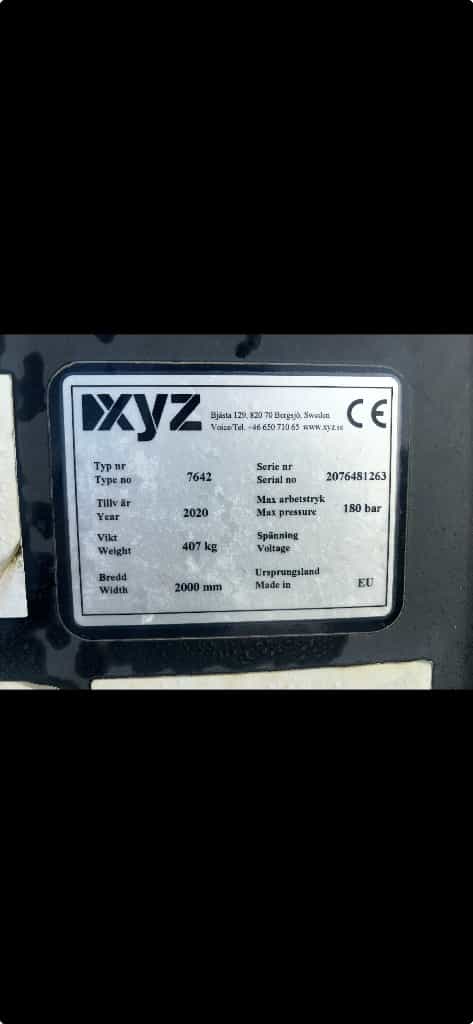 XYZ
Bjåsta 129, 820 70 Bergsjö, Sweden
Voice/Tel. +46 650 710 65 www.xyz.se
CE
Typ nr
Type no 7642
Serie nr
Serial no 2076481263
Tillv år
Year 2020
Max arbetstryk
Max pressure 180 bar
Vikt
Weight 407 kg
Spänning
Voltage
Bredd
Width 2000 mm
Ursprungsland
Made in EU